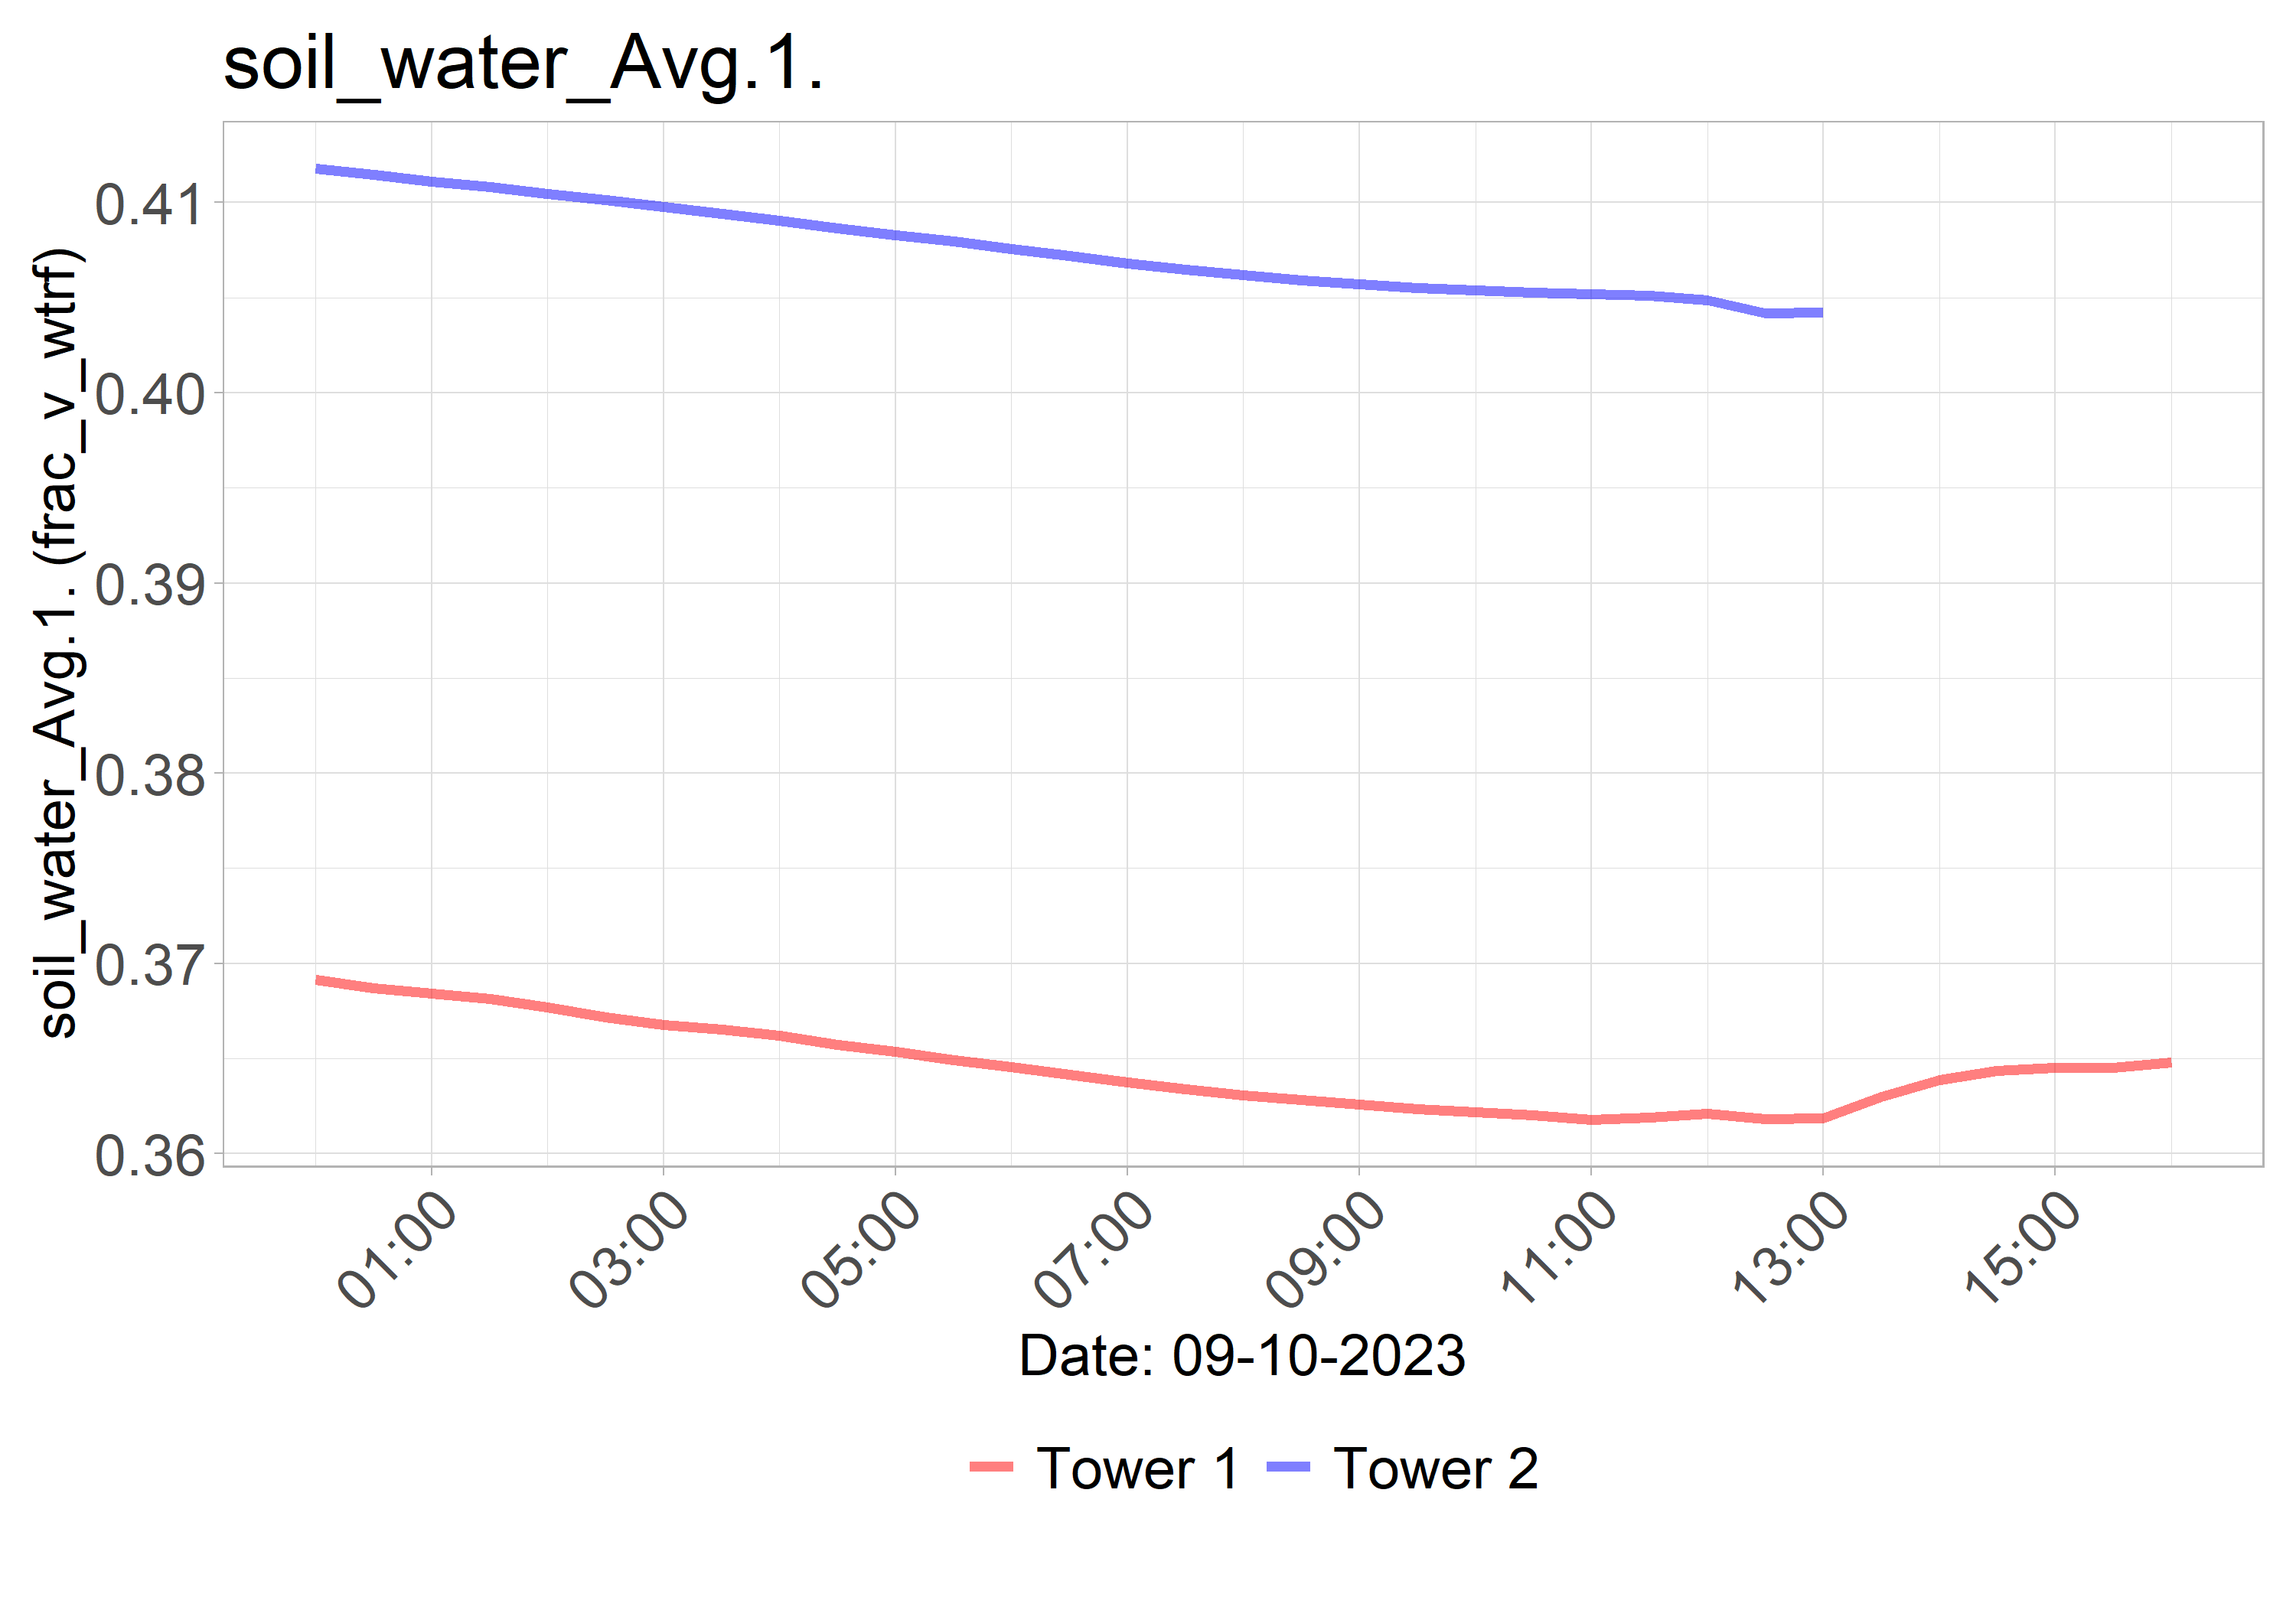 soil_water_Avg.1.
soil_water_Avg.1. (frac_v_wtrf)
0.41
0.40
0.39
0.38
0.37
0.36
01:00
03:00
05:00
07:00
09:00
11:00
13:00
15:00
Date: 09-10-2023
Tower 1
Tower 2